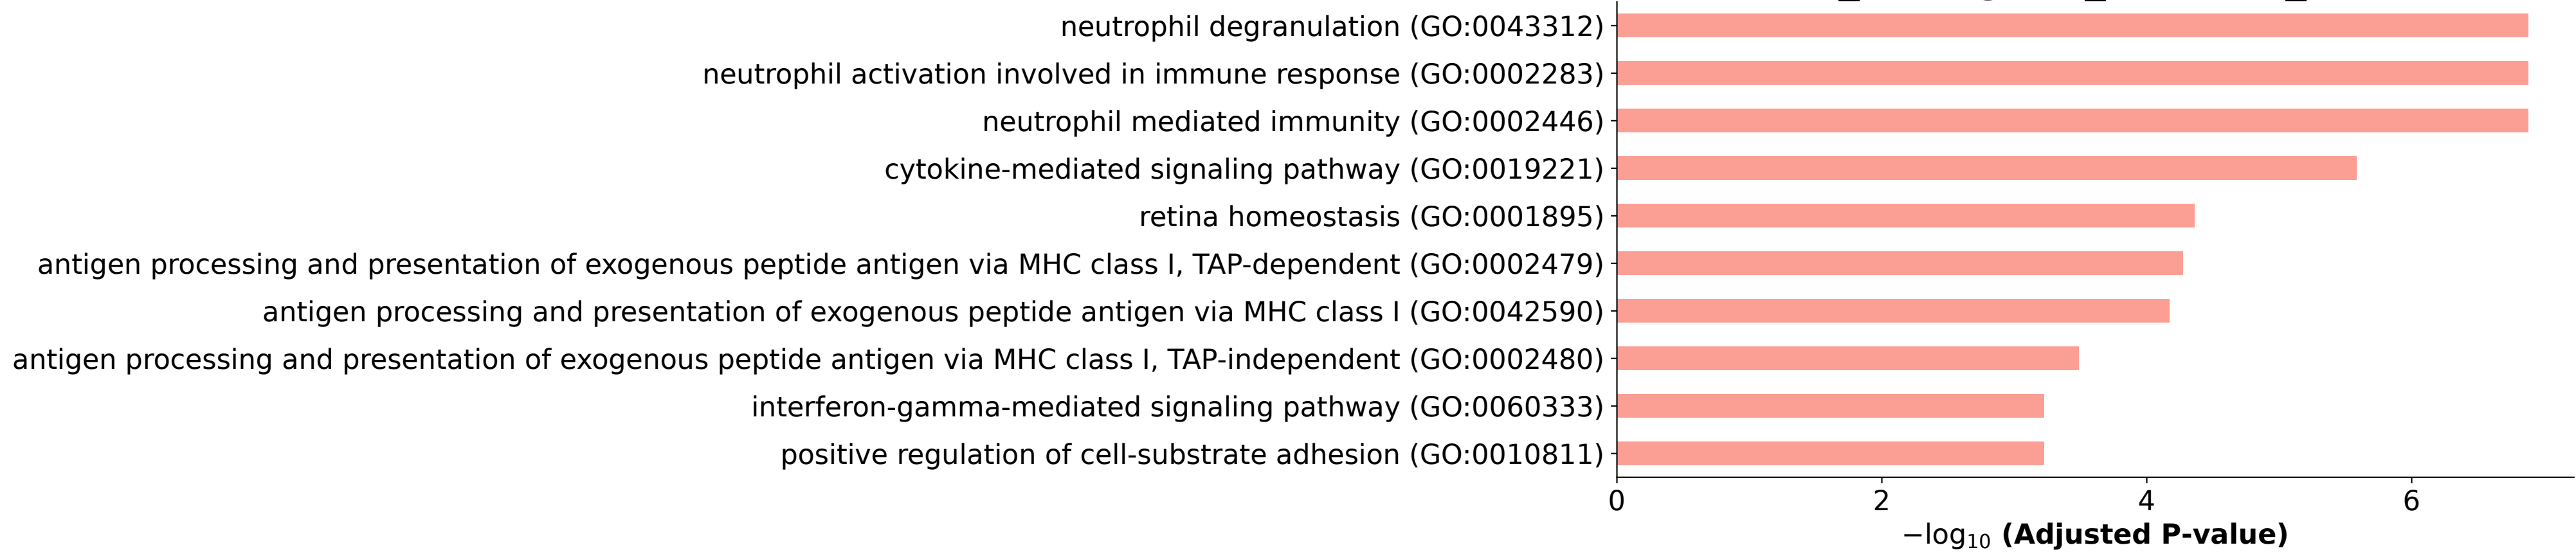 neutrophil degranulation (GO:0043312)
neutrophil activation involved in immune response (GO:0002283)
neutrophil mediated immunity (GO:0002446)
cytokine-mediated signaling pathway (GO:0019221)
retina homeostasis (GO:0001895)
antigen processing and presentation of exogenous peptide antigen via MHC class I, TAP-dependent (GO:0002479)
antigen processing and presentation of exogenous peptide antigen via MHC class I (GO:0042590)
antigen processing and presentation of exogenous peptide antigen via MHC class I, TAP-independent (GO:0002480)
interferon-gamma-mediated signaling pathway (GO:0060333)
positive regulation of cell-substrate adhesion (GO:0010811)
0 2 4 6
−log₁₀ (Adjusted P-value)